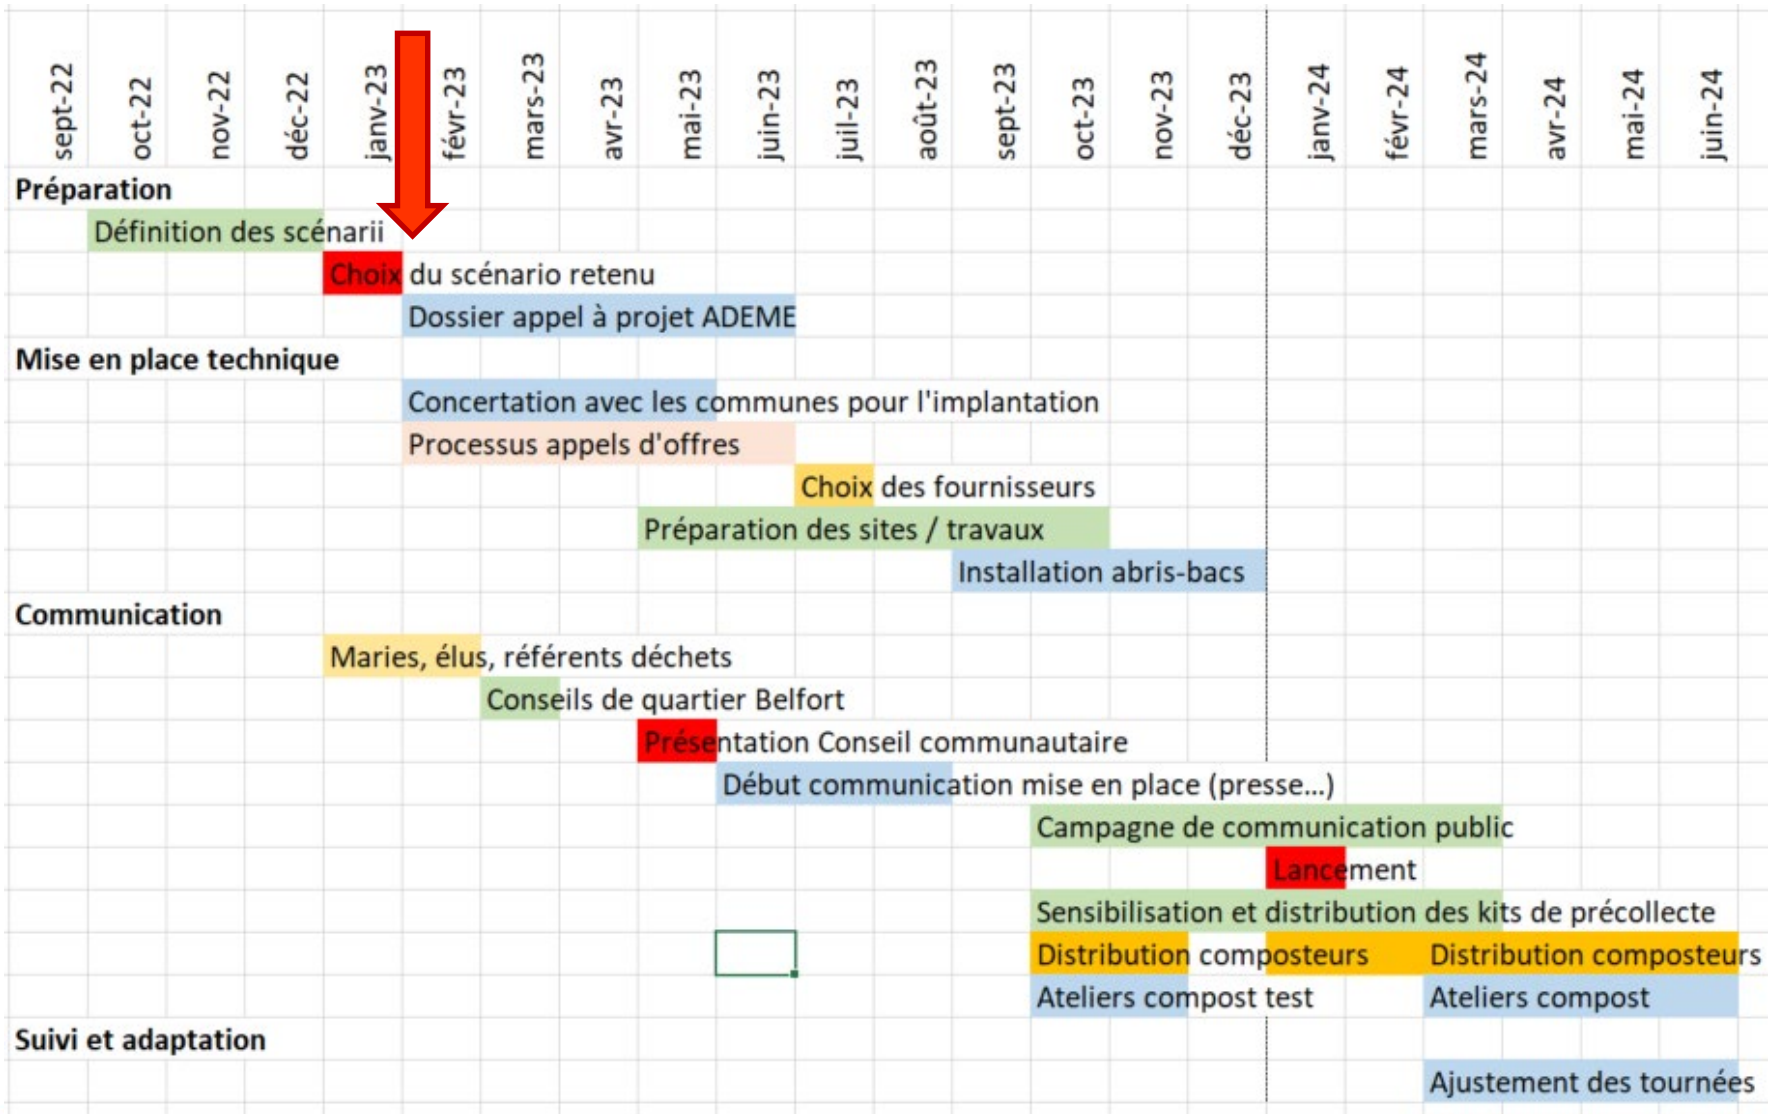 sept-22 oct-22 nov-22 déc-22 janv-23 févr-23 mars-23 avr-23 mai-23 juin-23 juil-23 août-23 sept-23 oct-23 nov-23 déc-23 janv-24 févr-24 mars-24 avr-24 mai-24 juin-24
Préparation
Définition des scénarii
Choix du scénario retenu
Dossier appel à projet ADEME
Mise en place technique
Concertation avec les communes pour l'implantation
Processus appels d'offres
Choix des fournisseurs
Préparation des sites / travaux
Installation abris-bacs
Communication
Maries, élus, référents déchets
Conseils de quartier Belfort
Présentation Conseil communautaire
Début communication mise en place (presse...)
Campagne de communication public
Lancement
Sensibilisation et distribution des kits de précollecte
Distribution composteurs Distribution composteurs
Ateliers compost test Ateliers compost
Suivi et adaptation
Ajustement des tournées